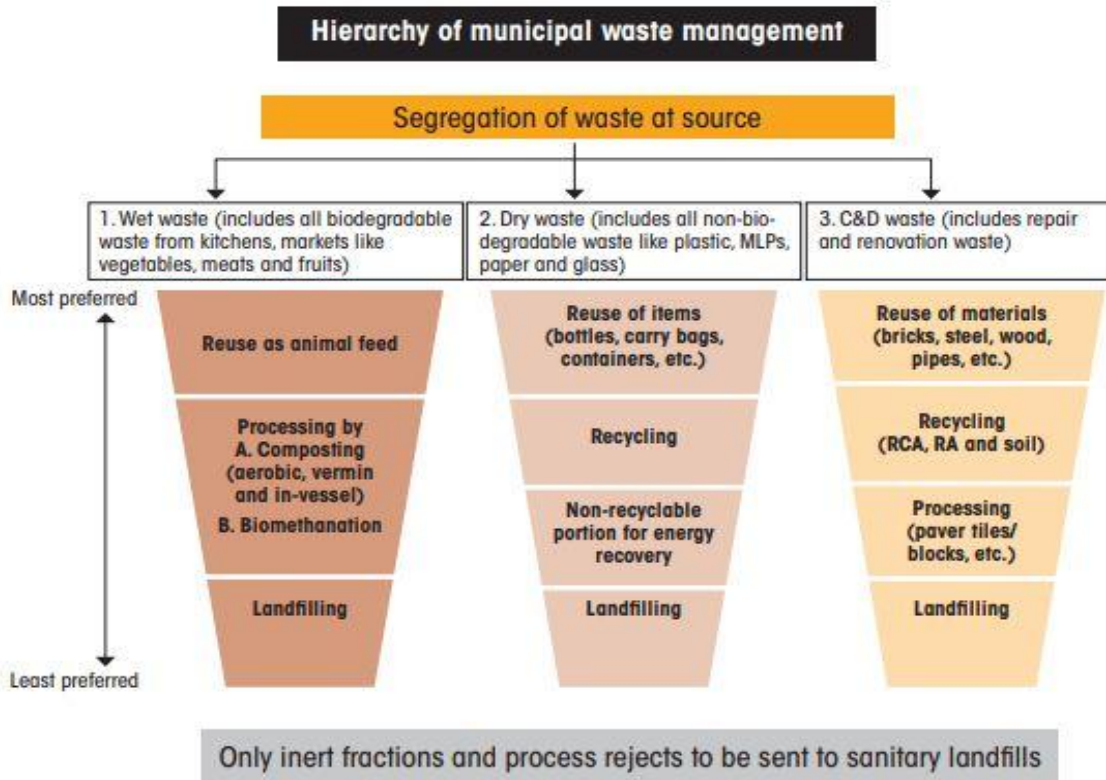 Hierarchy of municipal waste management
Segregation of waste at source
1. Wet waste (includes all biodegradable
waste from kitchens, markets like
vegetables, meats and fruits)
2. Dry waste (includes all non-bio-
degradable waste like plastic, MLPs,
paper and glass)
3. C&D waste (includes repair
and renovation waste)
Most preferred
Least preferred
Reuse as animal feed
Processing by
A. Composting
(aerobic, vermin
and in-vessel)
B. Biomethanation
Landfilling
Reuse of items
(bottles, carry bags,
containers, etc.)
Recycling
Non-recyclable
portion for energy
recovery
Landfilling
Reuse of materials
(bricks, steel, wood,
pipes, etc.)
Recycling
(RCA, RA and soil)
Processing
(paver tiles/
blocks, etc.)
Landfilling
Only inert fractions and process rejects to be sent to sanitary landfills